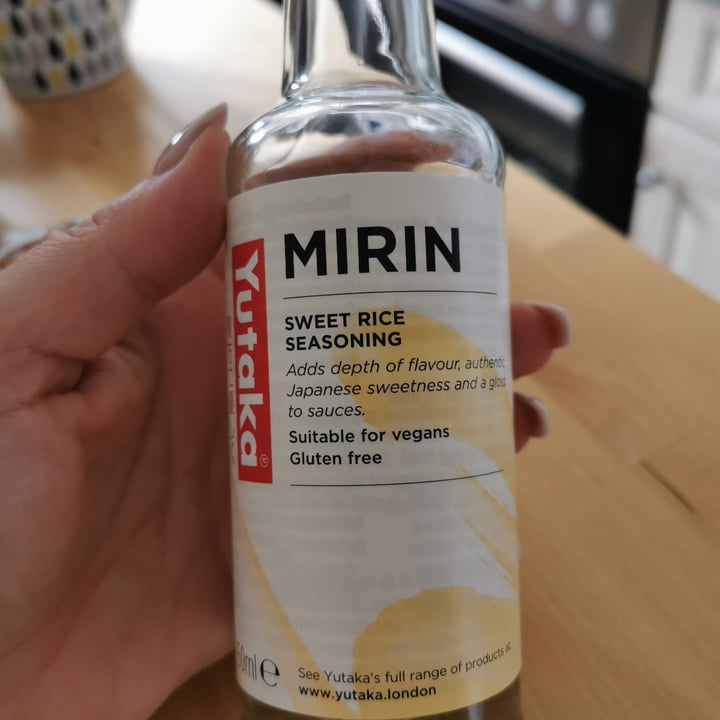 MIRIN
Yutaka®
SWEET RICE
SEASONING
Adds depth of flavour, authentic
Japanese sweetness and a gloss
to sauces.
Suitable for vegans
Gluten free
ml e
See Yutaka's full range of products at
www.yutaka.london